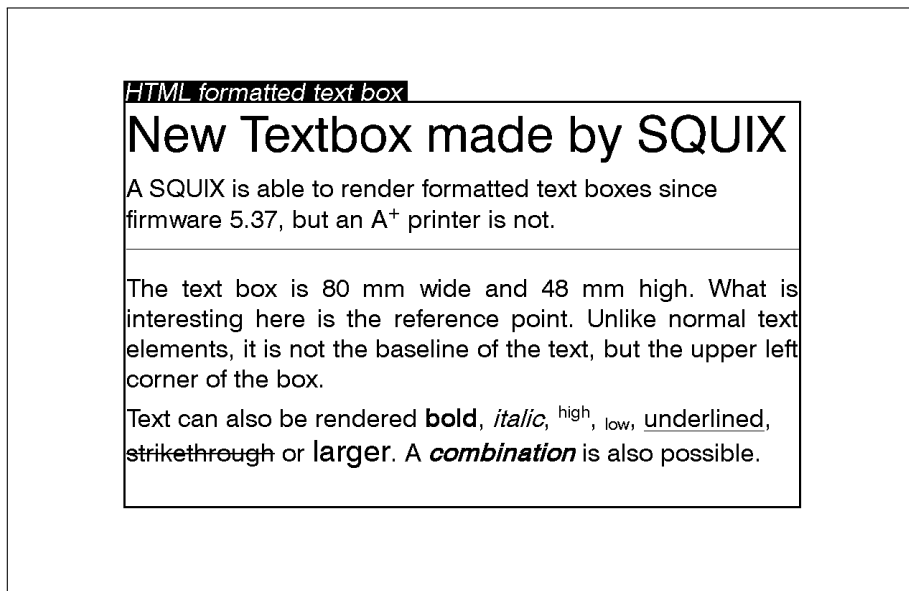 HTML formatted text box
New Textbox made by SQUIX
A SQUIX is able to render formatted text boxes since
firmware 5.37, but an A⁺ printer is not.
The text box is 80 mm wide and 48 mm high. What is
interesting here is the reference point. Unlike normal text
elements, it is not the baseline of the text, but the upper left
corner of the box.
Text can also be rendered bold, italic, high, low, underlined,
strikethrough or larger. A combination is also possible.